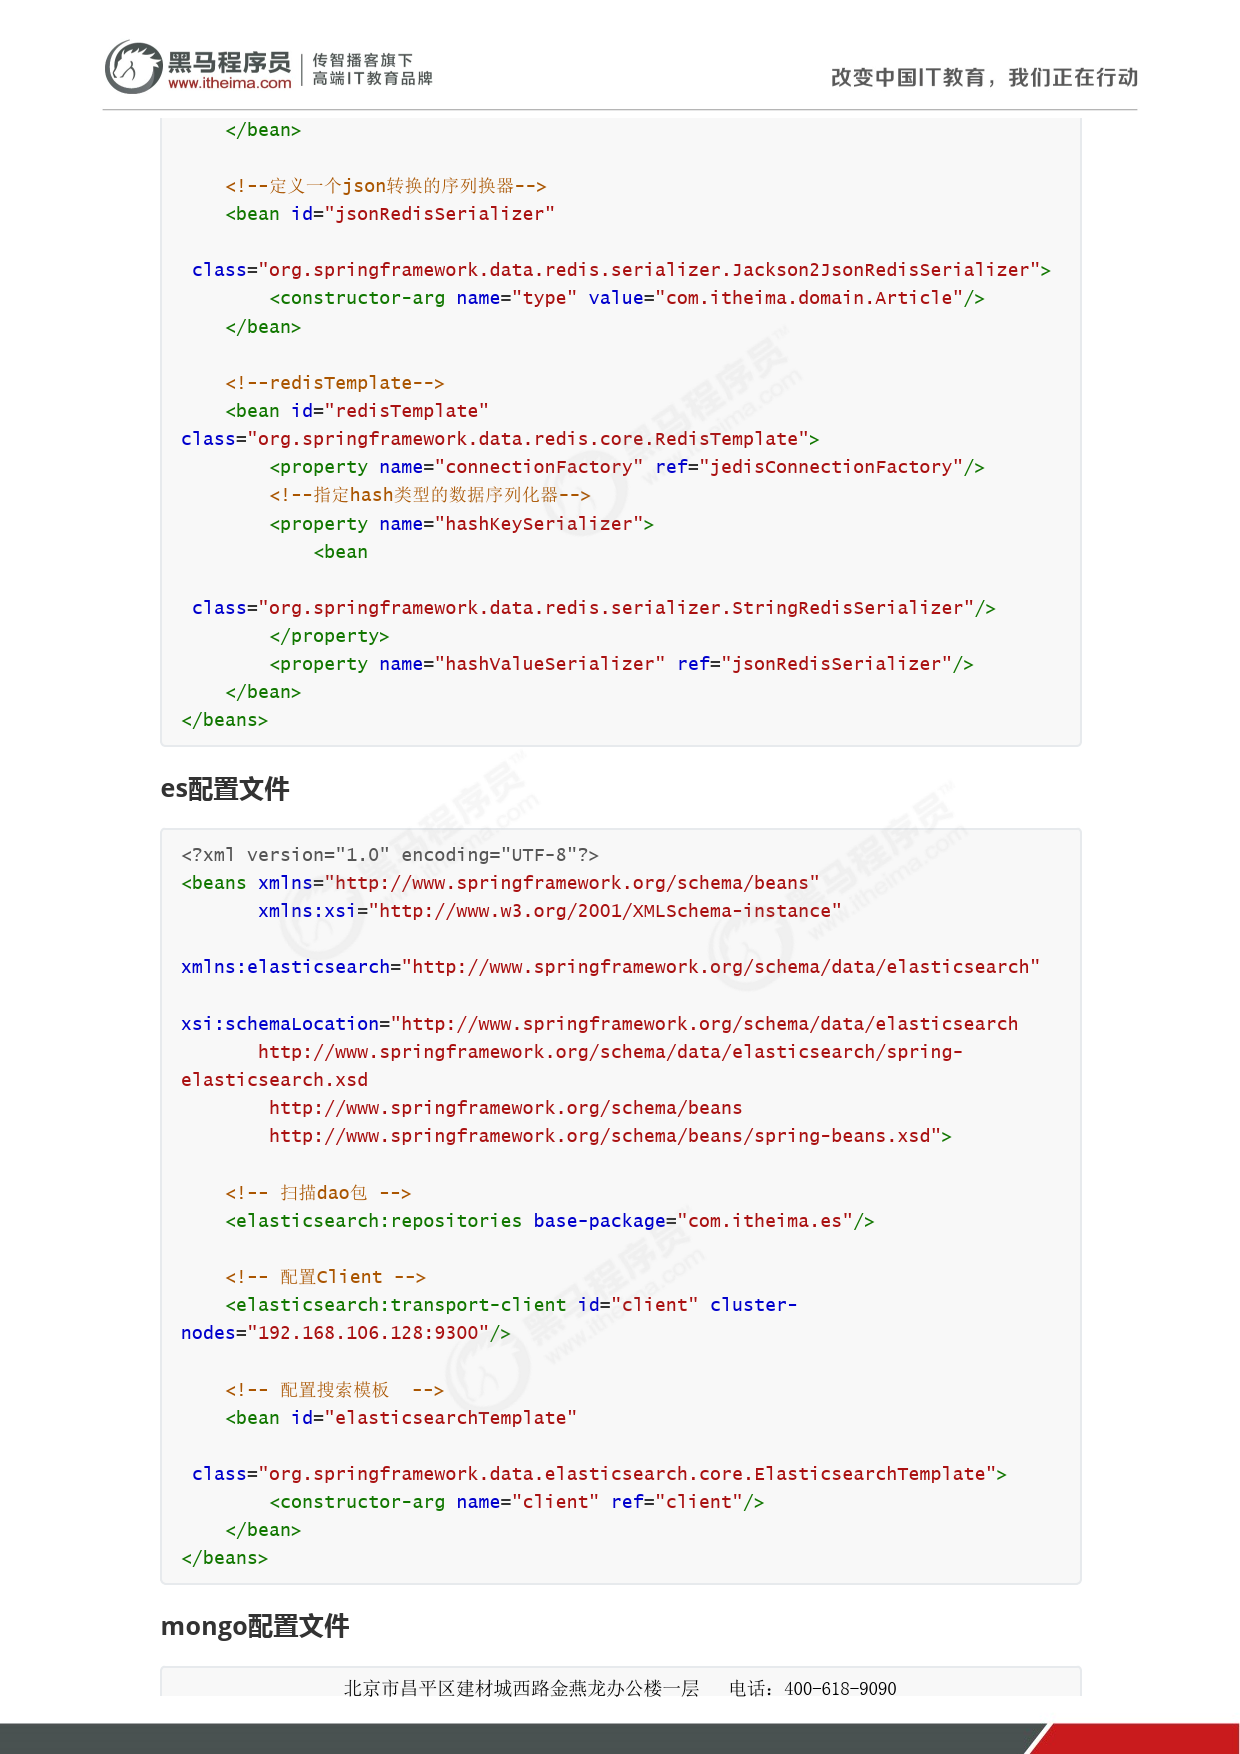 黑马程序员
www.itheima.com
传智播客旗下
高端IT教育品牌
改变中国IT教育，我们正在行动
</bean>
<!--定义一个json转换的序列换器-->
<bean id="jsonRedisSerializer"
class="org.springframework.data.redis.serializer.Jackson2JsonRedisSerializer">
<constructor-arg name="type" value="com.itheima.domain.Article"/>
</bean>
<!--redisTemplate-->
<bean id="redisTemplate"
class="org.springframework.data.redis.core.RedisTemplate">
<property name="connectionFactory" ref="jedisConnectionFactory"/>
<!--指定hash类型的数据序列化器-->
<property name="hashKeySerializer">
<bean
class="org.springframework.data.redis.serializer.StringRedisSerializer"/>
</property>
<property name="hashValueSerializer" ref="jsonRedisSerializer"/>
</bean>
</beans>
es配置文件
<?xml version="1.0" encoding="UTF-8"?>
<beans xmlns="http://www.springframework.org/schema/beans"
xmlns:xsi="http://www.w3.org/2001/XMLSchema-instance"
xmlns:elasticsearch="http://www.springframework.org/schema/data/elasticsearch"
xsi:schemaLocation="http://www.springframework.org/schema/data/elasticsearch
http://www.springframework.org/schema/data/elasticsearch/spring-
elasticsearch.xsd
http://www.springframework.org/schema/beans
http://www.springframework.org/schema/beans/spring-beans.xsd">
<!-- 扫描dao包 -->
<elasticsearch:repositories base-package="com.itheima.es"/>
<!-- 配置Client -->
<elasticsearch:transport-client id="client" cluster-
nodes="192.168.106.128:9300"/>
<!-- 配置搜索模板  -->
<bean id="elasticsearchTemplate"
class="org.springframework.data.elasticsearch.core.ElasticsearchTemplate">
<constructor-arg name="client" ref="client"/>
</bean>
</beans>
mongo配置文件
北京市昌平区建材城西路金燕龙办公楼一层 电话：400-618-9090